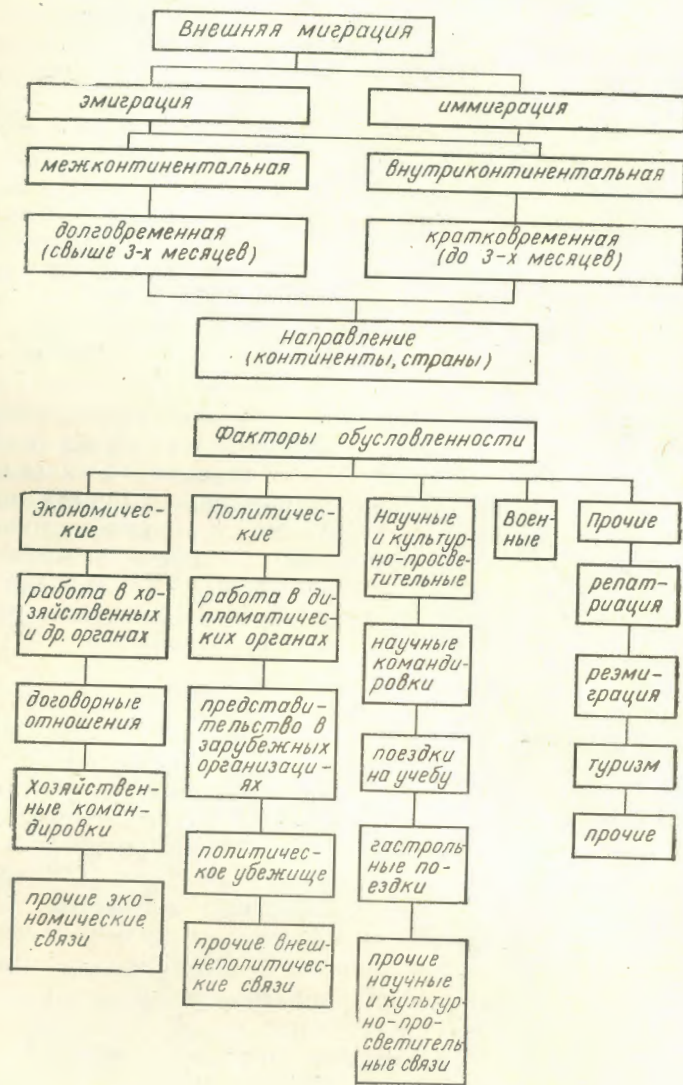 Внешняя миграция
эмиграция
иммиграция
межконтинентальная
внутриконтинентальная
долговременная
(свыше 3-х месяцев)
кратковременная
(до 3-х месяцев)
Направление
(континенты, страны)
Факторы обусловленности
Экономичес-
кие
работа в хо-
зяйственных
и др. органах
договорные
отношения
Хозяйствен-
ные коман-
дировки
прочие эко-
номические
связи
Политичес-
кие
работа в ди-
пломатичес-
ких органах
представи-
тельство в
зарубежных
организаци-
ях
политичес-
кое убежище
прочие внеш-
неполитичес-
кие связи
Научные
и культур-
но-просве-
тительные
научные
команди-
ровки
поездки
на учебу
гастроль-
ные по-
ездки
прочие
научные
и культур-
но-про-
светитель-
ные связи
Воен-
ные
Прочие
репат-
риация
реэми-
грация
туризм
прочие